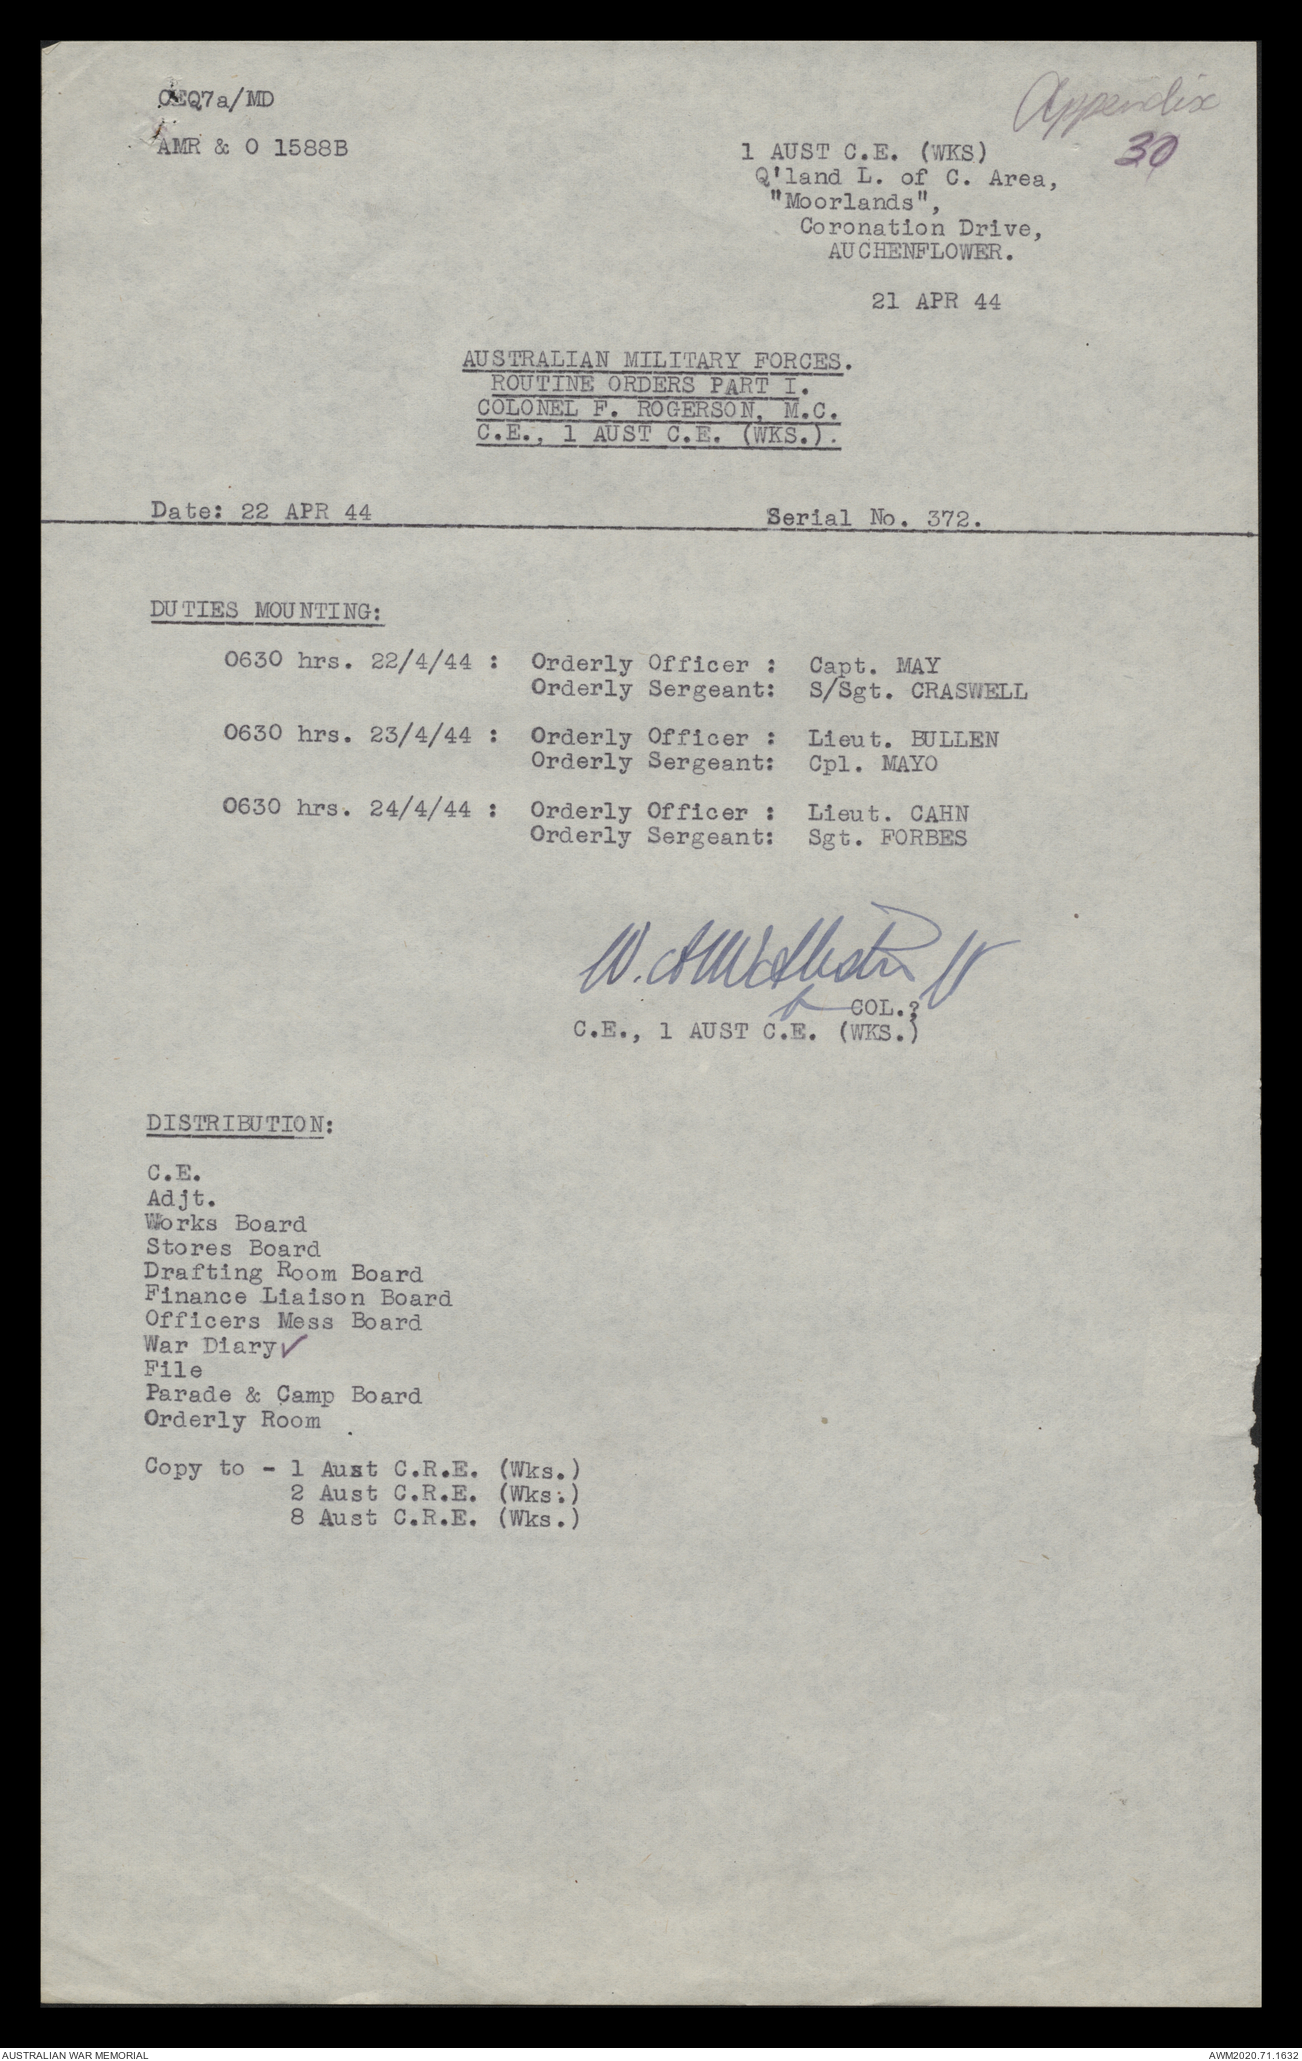 CEQ7a/MD
Appendix
30
AMR & O 1588B
1 AUST C.E. (WKS)
Q'land L. of C. Area,
"Moorlands",
Coronation Drive,
AUCHENFLOWER.
21 APR 44
AUSTRALIAN MILITARY FORCES.
ROUTINE ORDERS PART I.
COLONEL F. ROGERSON, M.C.
C.E., 1 AUST C.E. (WKS.).
Date: 22 APR 44 Serial No. 372.
DUTIES MOUNTING:
0630 hrs. 22/4/44 : Orderly Officer : Capt. MAY
Orderly Sergeant: S/Sgt. CRASWELL
0630 hrs. 23/4/44 : Orderly Officer : Lieut. BULLEN
Orderly Sergeant: Cpl. MAYO
0630 hrs. 24/4/44 : Orderly Officer : Lieut. CAHN
Orderly Sergeant: Sgt. FORBES
COL.?
C.E., 1 AUST C.E. (WKS.)
DISTRIBUTION:
C.E.
Adjt.
Works Board
Stores Board
Drafting Room Board
Finance Liaison Board
Officers Mess Board
War Diary ✓
File
Parade & Camp Board
Orderly Room
Copy to - 1 Aust C.R.E. (Wks.)
2 Aust C.R.E. (Wks.)
8 Aust C.R.E. (Wks.)
AUSTRALIAN WAR MEMORIAL
AWM2020.71.1632